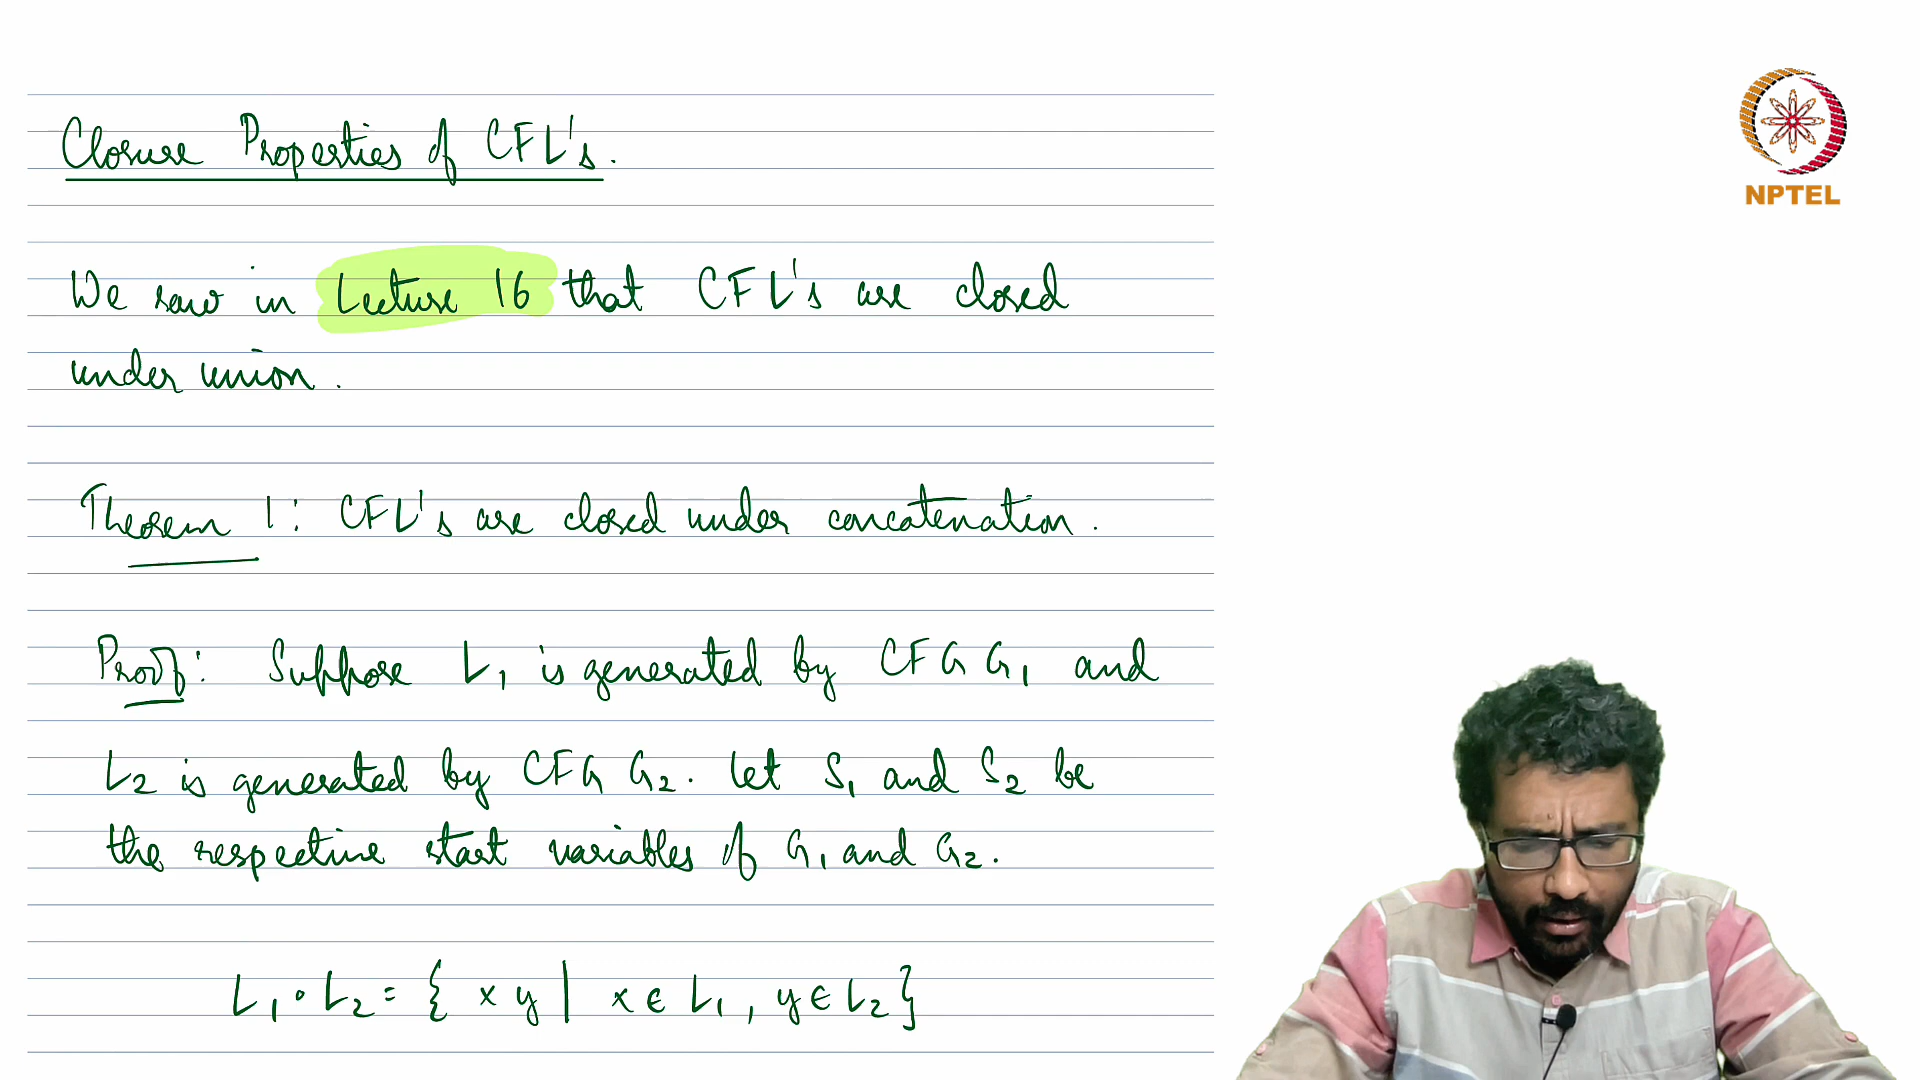 Closure Properties of CFL's.
NPTEL
We saw in Lecture 16 that CFL's are closed
under union.
Theorem 1: CFL's are closed under concatenation.
Proof: Suppose L₁ is generated by CFG G₁ and
L₂ is generated by CFG G₂. Let S₁ and S₂ be
the respective start variables of G₁ and G₂.
L₁ ∘ L₂ = { x y | x ∈ L₁, y ∈ L₂ }